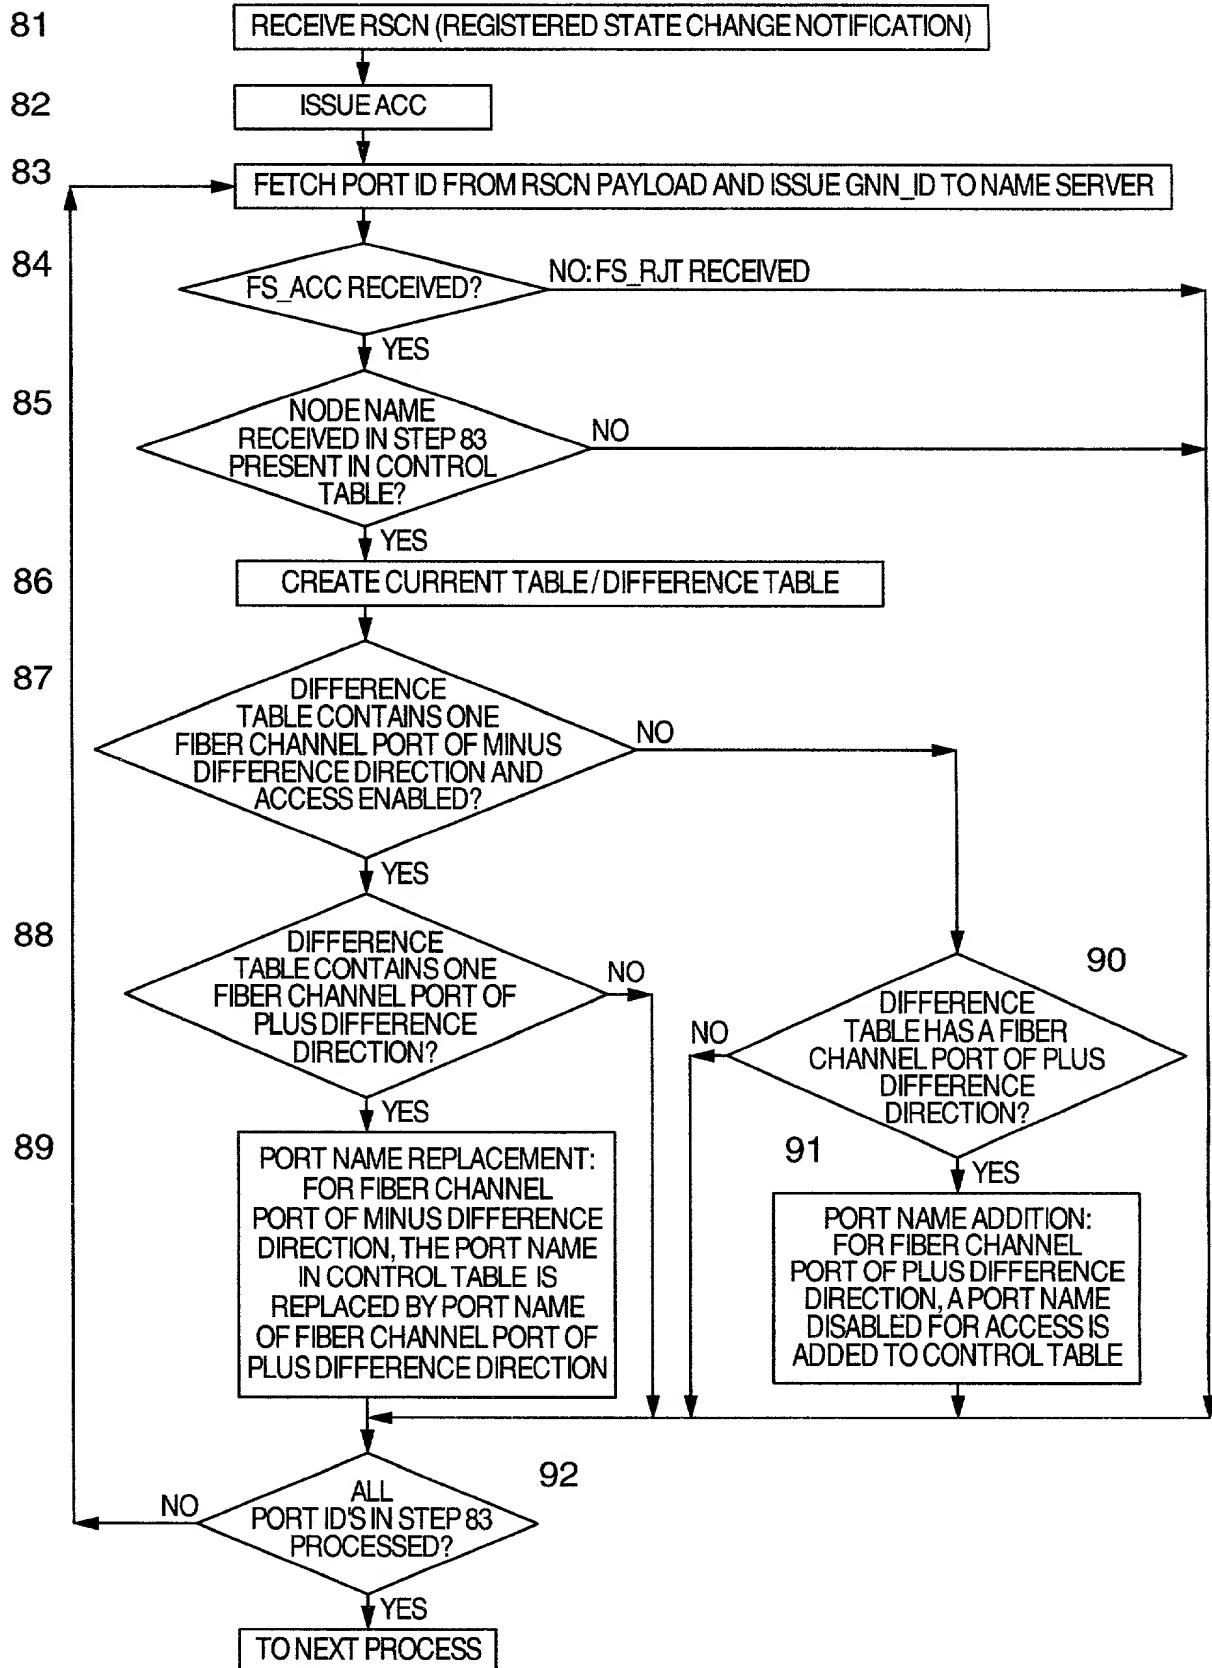 81
RECEIVE RSCN (REGISTERED STATE CHANGE NOTIFICATION)
82
ISSUE ACC
83
FETCH PORT ID FROM RSCN PAYLOAD AND ISSUE GNN_ID TO NAME SERVER
84
FS_ACC RECEIVED?
NO: FS_RJT RECEIVED
YES
85
NODE NAME
RECEIVED IN STEP 83
PRESENT IN CONTROL
TABLE?
NO
YES
86
CREATE CURRENT TABLE / DIFFERENCE TABLE
87
DIFFERENCE
TABLE CONTAINS ONE
FIBER CHANNEL PORT OF MINUS
DIFFERENCE DIRECTION AND
ACCESS ENABLED?
NO
YES
88
DIFFERENCE
TABLE CONTAINS ONE
FIBER CHANNEL PORT OF
PLUS DIFFERENCE
DIRECTION?
NO
YES
90
DIFFERENCE
TABLE HAS A FIBER
CHANNEL PORT OF PLUS
DIFFERENCE
DIRECTION?
NO
YES
89
PORT NAME REPLACEMENT:
FOR FIBER CHANNEL
PORT OF MINUS DIFFERENCE
DIRECTION, THE PORT NAME
IN CONTROL TABLE IS
REPLACED BY PORT NAME
OF FIBER CHANNEL PORT OF
PLUS DIFFERENCE DIRECTION
91
PORT NAME ADDITION:
FOR FIBER CHANNEL
PORT OF PLUS DIFFERENCE
DIRECTION, A PORT NAME
DISABLED FOR ACCESS IS
ADDED TO CONTROL TABLE
92
ALL
PORT ID'S IN STEP 83
PROCESSED?
NO
YES
TO NEXT PROCESS